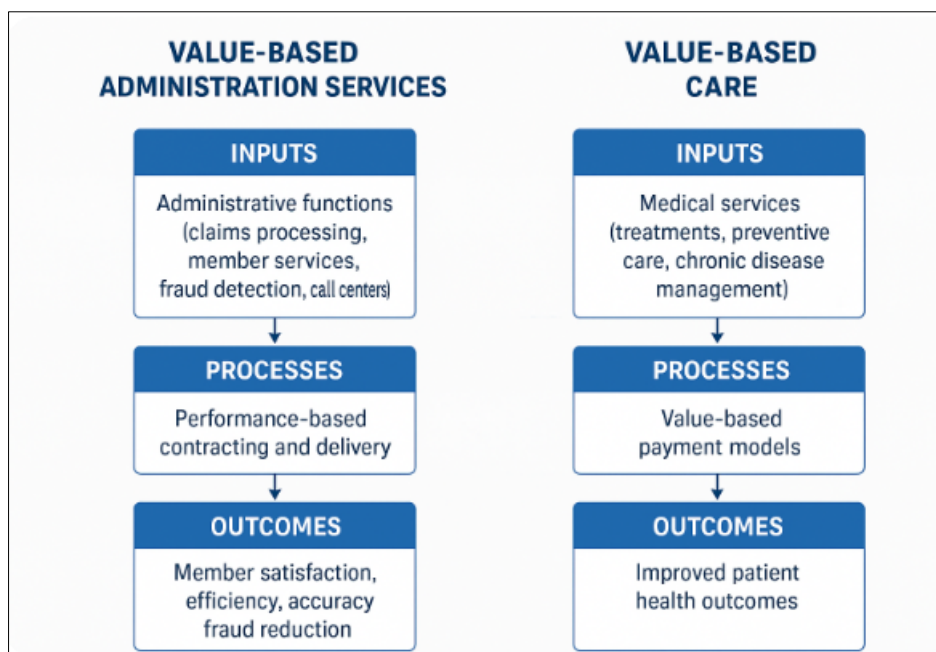 VALUE-BASED
ADMINISTRATION SERVICES
INPUTS
Administrative functions
(claims processing,
member services,
fraud detection, call centers)
PROCESSES
Performance-based
contracting and delivery
OUTCOMES
Member satisfaction,
efficiency, accuracy
fraud reduction
VALUE-BASED
CARE
INPUTS
Medical services
(treatments, preventive
care, chronic disease
management)
PROCESSES
Value-based
payment models
OUTCOMES
Improved patient
health outcomes